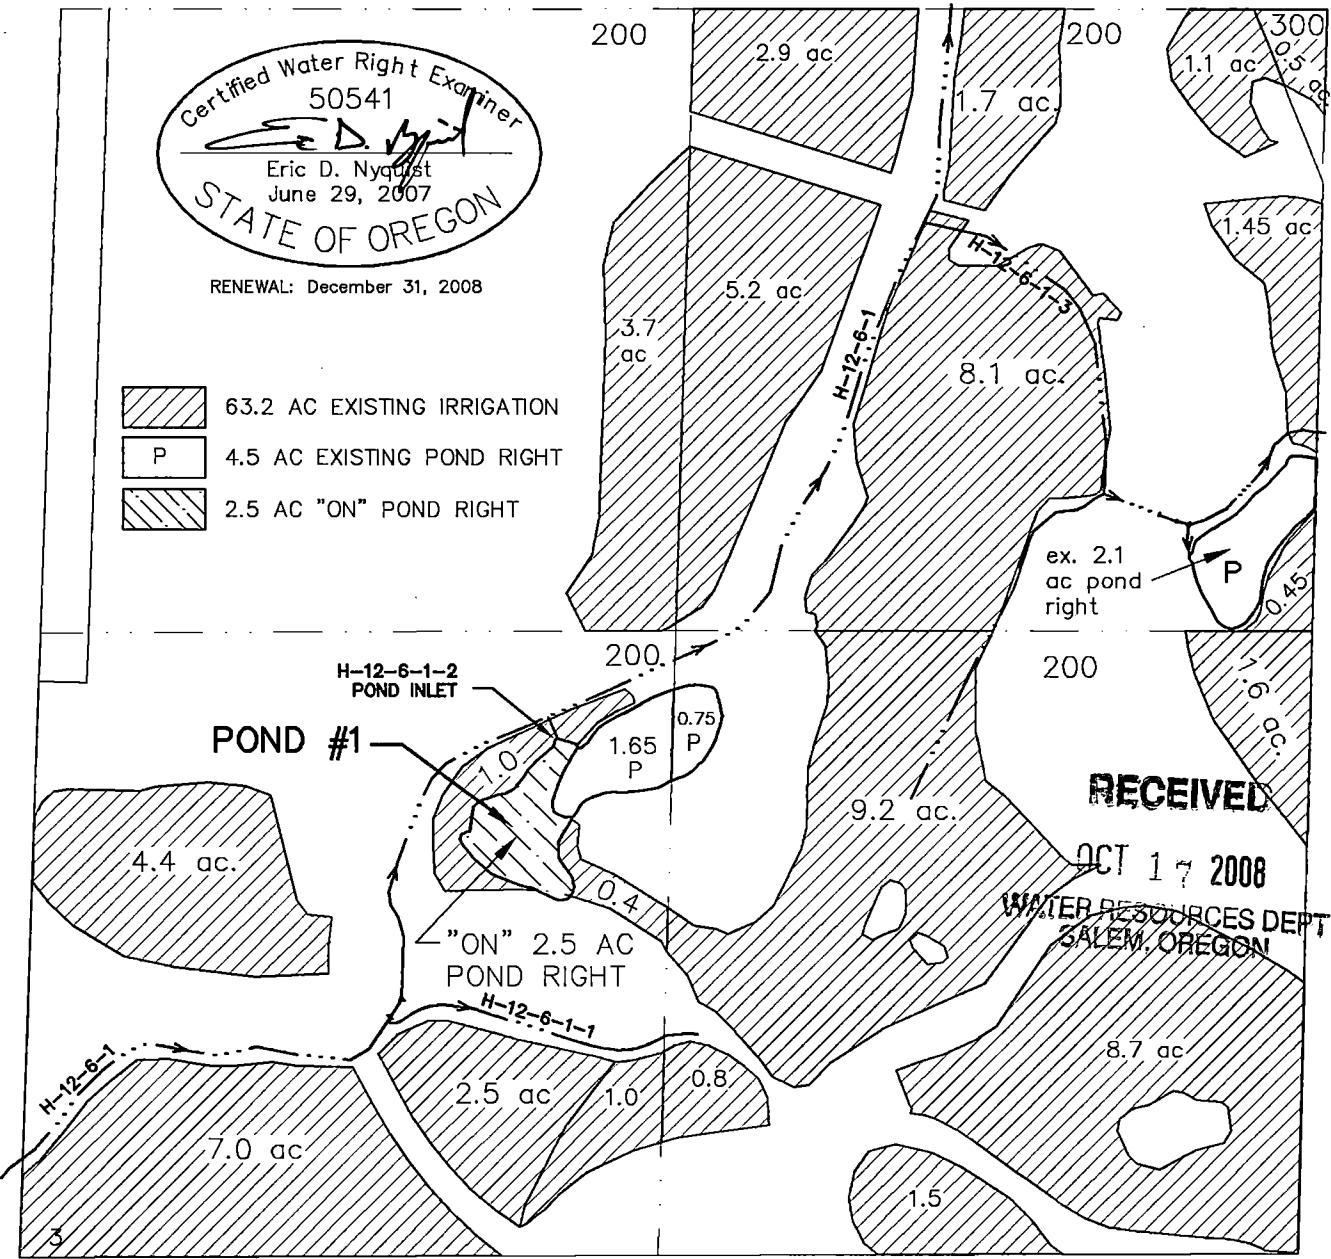 200
200
300
2.9 ac
1.7 ac.
1.1 ac
0.5 ac
Certified Water Right Examiner
50541
Eric D. Nyquist
June 29, 2007
STATE OF OREGON
RENEWAL: December 31, 2008
1.45 ac
H-12-6-1-3
5.2 ac
3.7
ac
H-12-6-1
8.1 ac.
63.2 AC EXISTING IRRIGATION
P
4.5 AC EXISTING POND RIGHT
2.5 AC "ON" POND RIGHT
ex. 2.1
ac pond
right
P
0.45
200
200
H-12-6-1-2
POND INLET
POND #1
1.0
1.65
P
0.75
P
9.2 ac.
RECEIVED
OCT 17 2008
WATER RESOURCES DEPT
SALEM, OREGON
4.4 ac.
0.4
"ON" 2.5 AC
POND RIGHT
H-12-6-1-1
H-12-6-1
8.7 ac
2.5 ac
1.0
0.8
7.0 ac
1.5
3